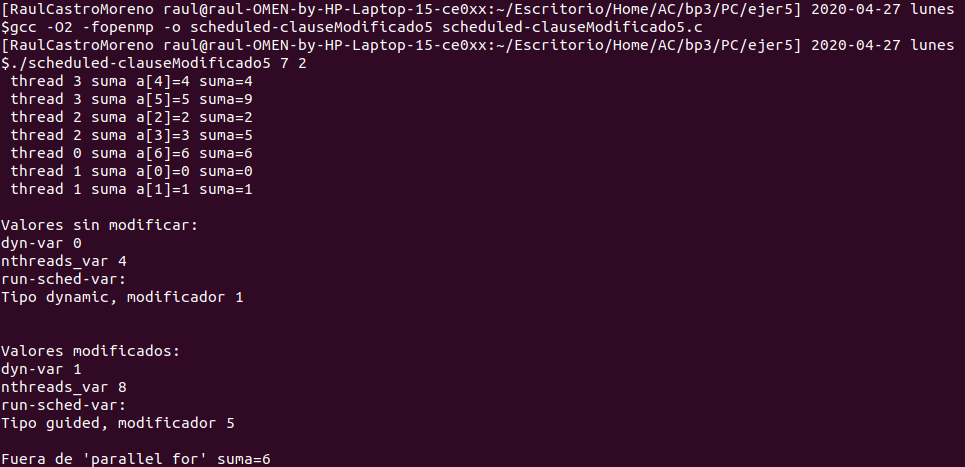 [RaulCastroMoreno raul@raul-OMEN-by-HP-Laptop-15-ce0xx:~/Escritorio/Home/AC/bp3/PC/ejer5] 2020-04-27 lunes
$gcc -O2 -fopenmp -o scheduled-clauseModificado5 scheduled-clauseModificado5.c
[RaulCastroMoreno raul@raul-OMEN-by-HP-Laptop-15-ce0xx:~/Escritorio/Home/AC/bp3/PC/ejer5] 2020-04-27 lunes
$./scheduled-clauseModificado5 7 2
thread 3 suma a[4]=4 suma=4
thread 3 suma a[5]=5 suma=9
thread 2 suma a[2]=2 suma=2
thread 2 suma a[3]=3 suma=5
thread 0 suma a[6]=6 suma=6
thread 1 suma a[0]=0 suma=0
thread 1 suma a[1]=1 suma=1
Valores sin modificar:
dyn-var 0
nthreads_var 4
run-sched-var:
Tipo dynamic, modificador 1
Valores modificados:
dyn-var 1
nthreads_var 8
run-sched-var:
Tipo guided, modificador 5
Fuera de 'parallel for' suma=6